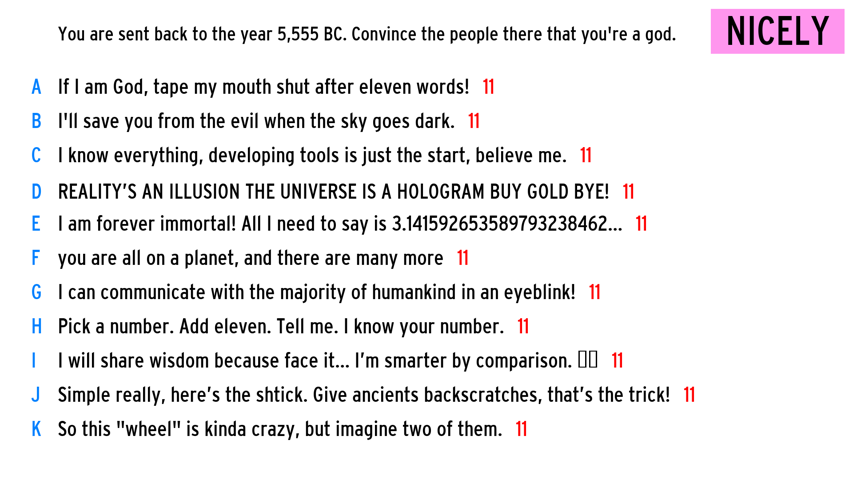 You are sent back to the year 5,555 BC. Convince the people there that you're a god.
NICELY
A If I am God, tape my mouth shut after eleven words! 11
B I'll save you from the evil when the sky goes dark. 11
C I know everything, developing tools is just the start, believe me. 11
D REALITY'S AN ILLUSION THE UNIVERSE IS A HOLOGRAM BUY GOLD BYE! 11
E I am forever immortal! All I need to say is 3.141592653589793238462... 11
F you are all on a planet, and there are many more 11
G I can communicate with the majority of humankind in an eyeblink! 11
H Pick a number. Add eleven. Tell me. I know your number. 11
I I will share wisdom because face it... I'm smarter by comparison. 11
J Simple really, here's the shtick. Give ancients backscratches, that's the trick! 11
K So this "wheel" is kinda crazy, but imagine two of them. 11